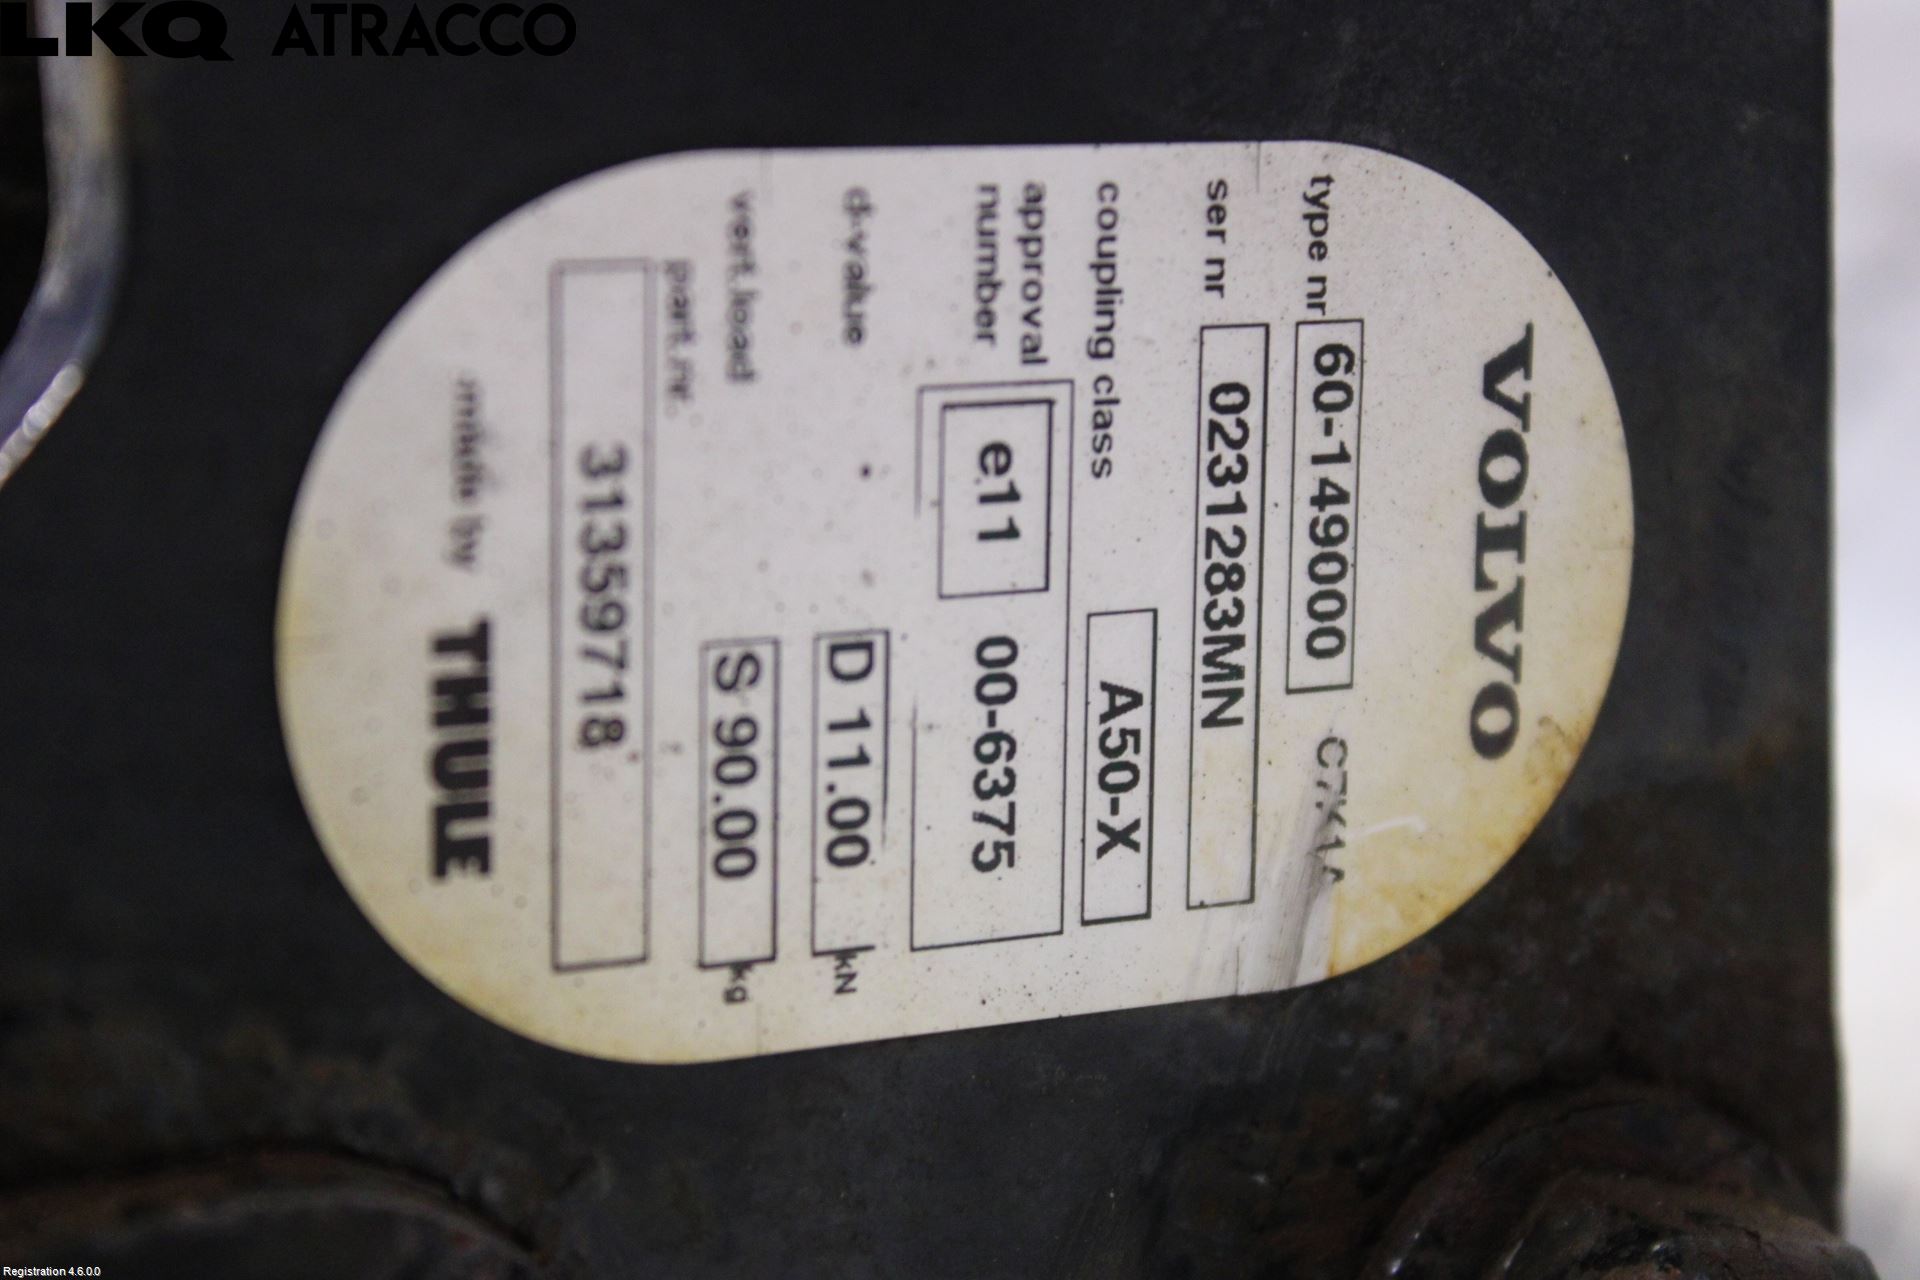 LKQ ATRACCO
VOLVO
type nr 60-149000
ser nr 0231283MN
coupling class A50-X
approval
number e11 00-6375
d-value D 11.00 kN
vert.load S 90.00 kg
part.nr.
31359718
made by THULE
Registration 4.6.0.0